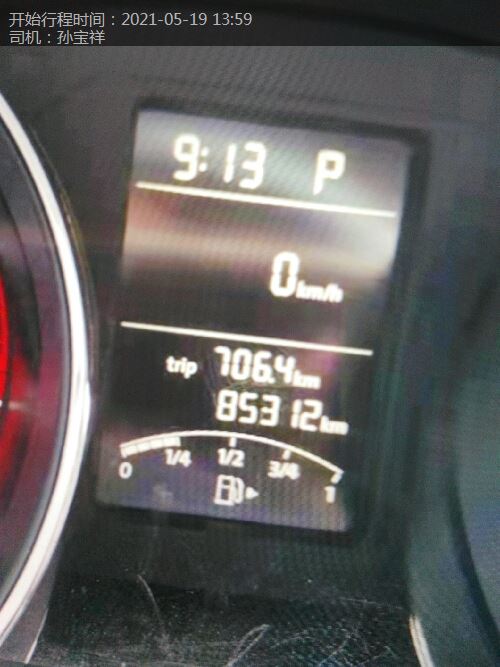 开始行程时间：2021-05-19 13:59
司机：孙宝祥
9:13 P
0km/h
trip 706.4km
85312km
0 1/4 1/2 3/4 1